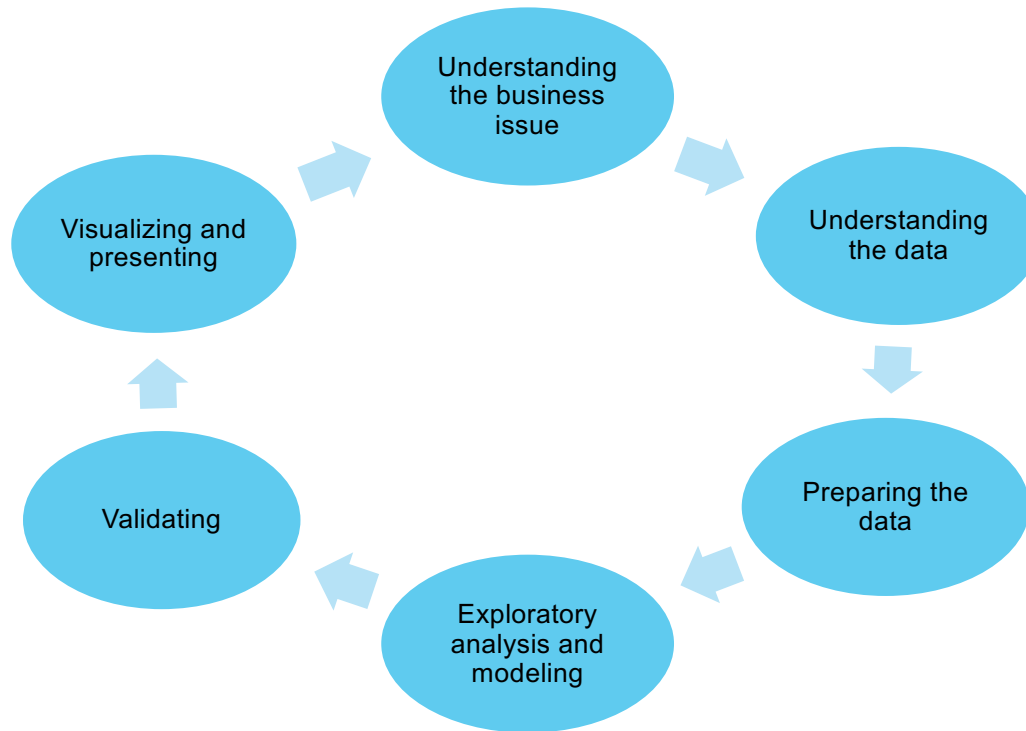 Understanding
the business
issue
Understanding
the data
Preparing the
data
Exploratory
analysis and
modeling
Validating
Visualizing and
presenting